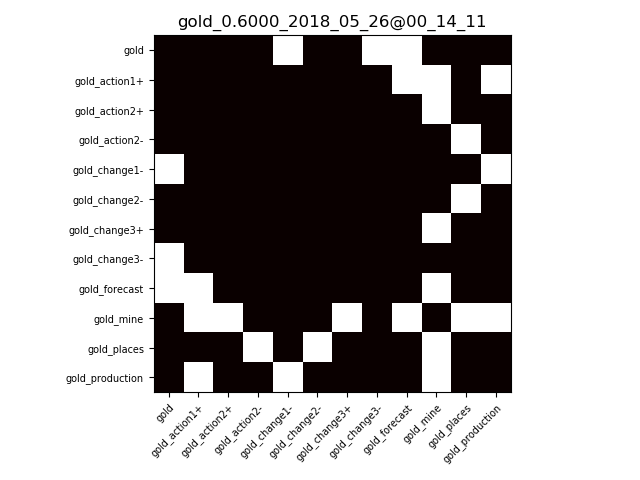 gold_0.6000_2018_05_26@00_14_11
gold
gold_action1+
gold_action2+
gold_action2-
gold_change1-
gold_change2-
gold_change3+
gold_change3-
gold_forecast
gold_mine
gold_places
gold_production
gold
gold_action1+
gold_action2+
gold_action2-
gold_change1-
gold_change2-
gold_change3+
gold_change3-
gold_forecast
gold_mine
gold_places
gold_production